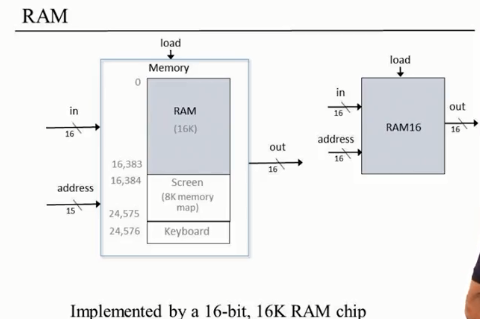 RAM
load
Memory
0
in
16
RAM
(16K)
out
16
16,383
16,384
Screen
(8K memory
map)
address
15
24,575
24,576
Keyboard
load
in
16
address
16
RAM16
out
16
Implemented by a 16-bit, 16K RAM chip